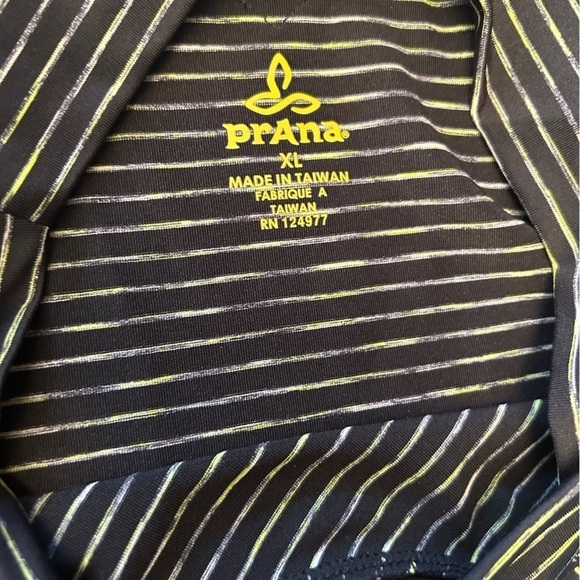 prAna
XL
MADE IN TAIWAN
FABRIQUE A
TAIWAN
RN 124977